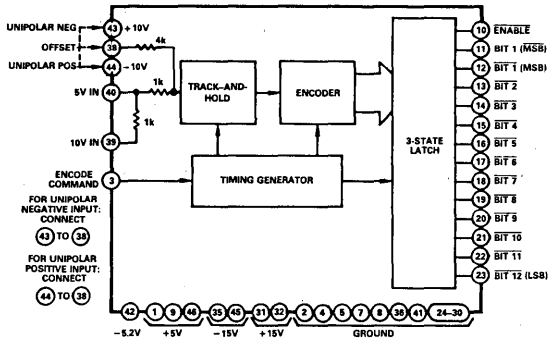 UNIPOLAR NEG 43 +10V
OFFSET 38 4k
UNIPOLAR POS 44 –10V
5V IN 40 1k
1k
10V IN 39
ENCODE
COMMAND 3
FOR UNIPOLAR
NEGATIVE INPUT:
CONNECT
43 TO 38
FOR UNIPOLAR
POSITIVE INPUT:
CONNECT
44 TO 38
TRACK-AND-
HOLD
ENCODER
TIMING GENERATOR
3-STATE
LATCH
10 ENABLE
11 BIT 1 (MSB)
12 BIT 1 (MSB)
13 BIT 2
14 BIT 3
15 BIT 4
16 BIT 5
17 BIT 6
18 BIT 7
19 BIT 8
20 BIT 9
21 BIT 10
22 BIT 11
23 BIT 12 (LSB)
42 1 9 46 35 45 31 32 2 4 5 7 8 36 41 24–30
–5.2V +5V –15V +15V GROUND